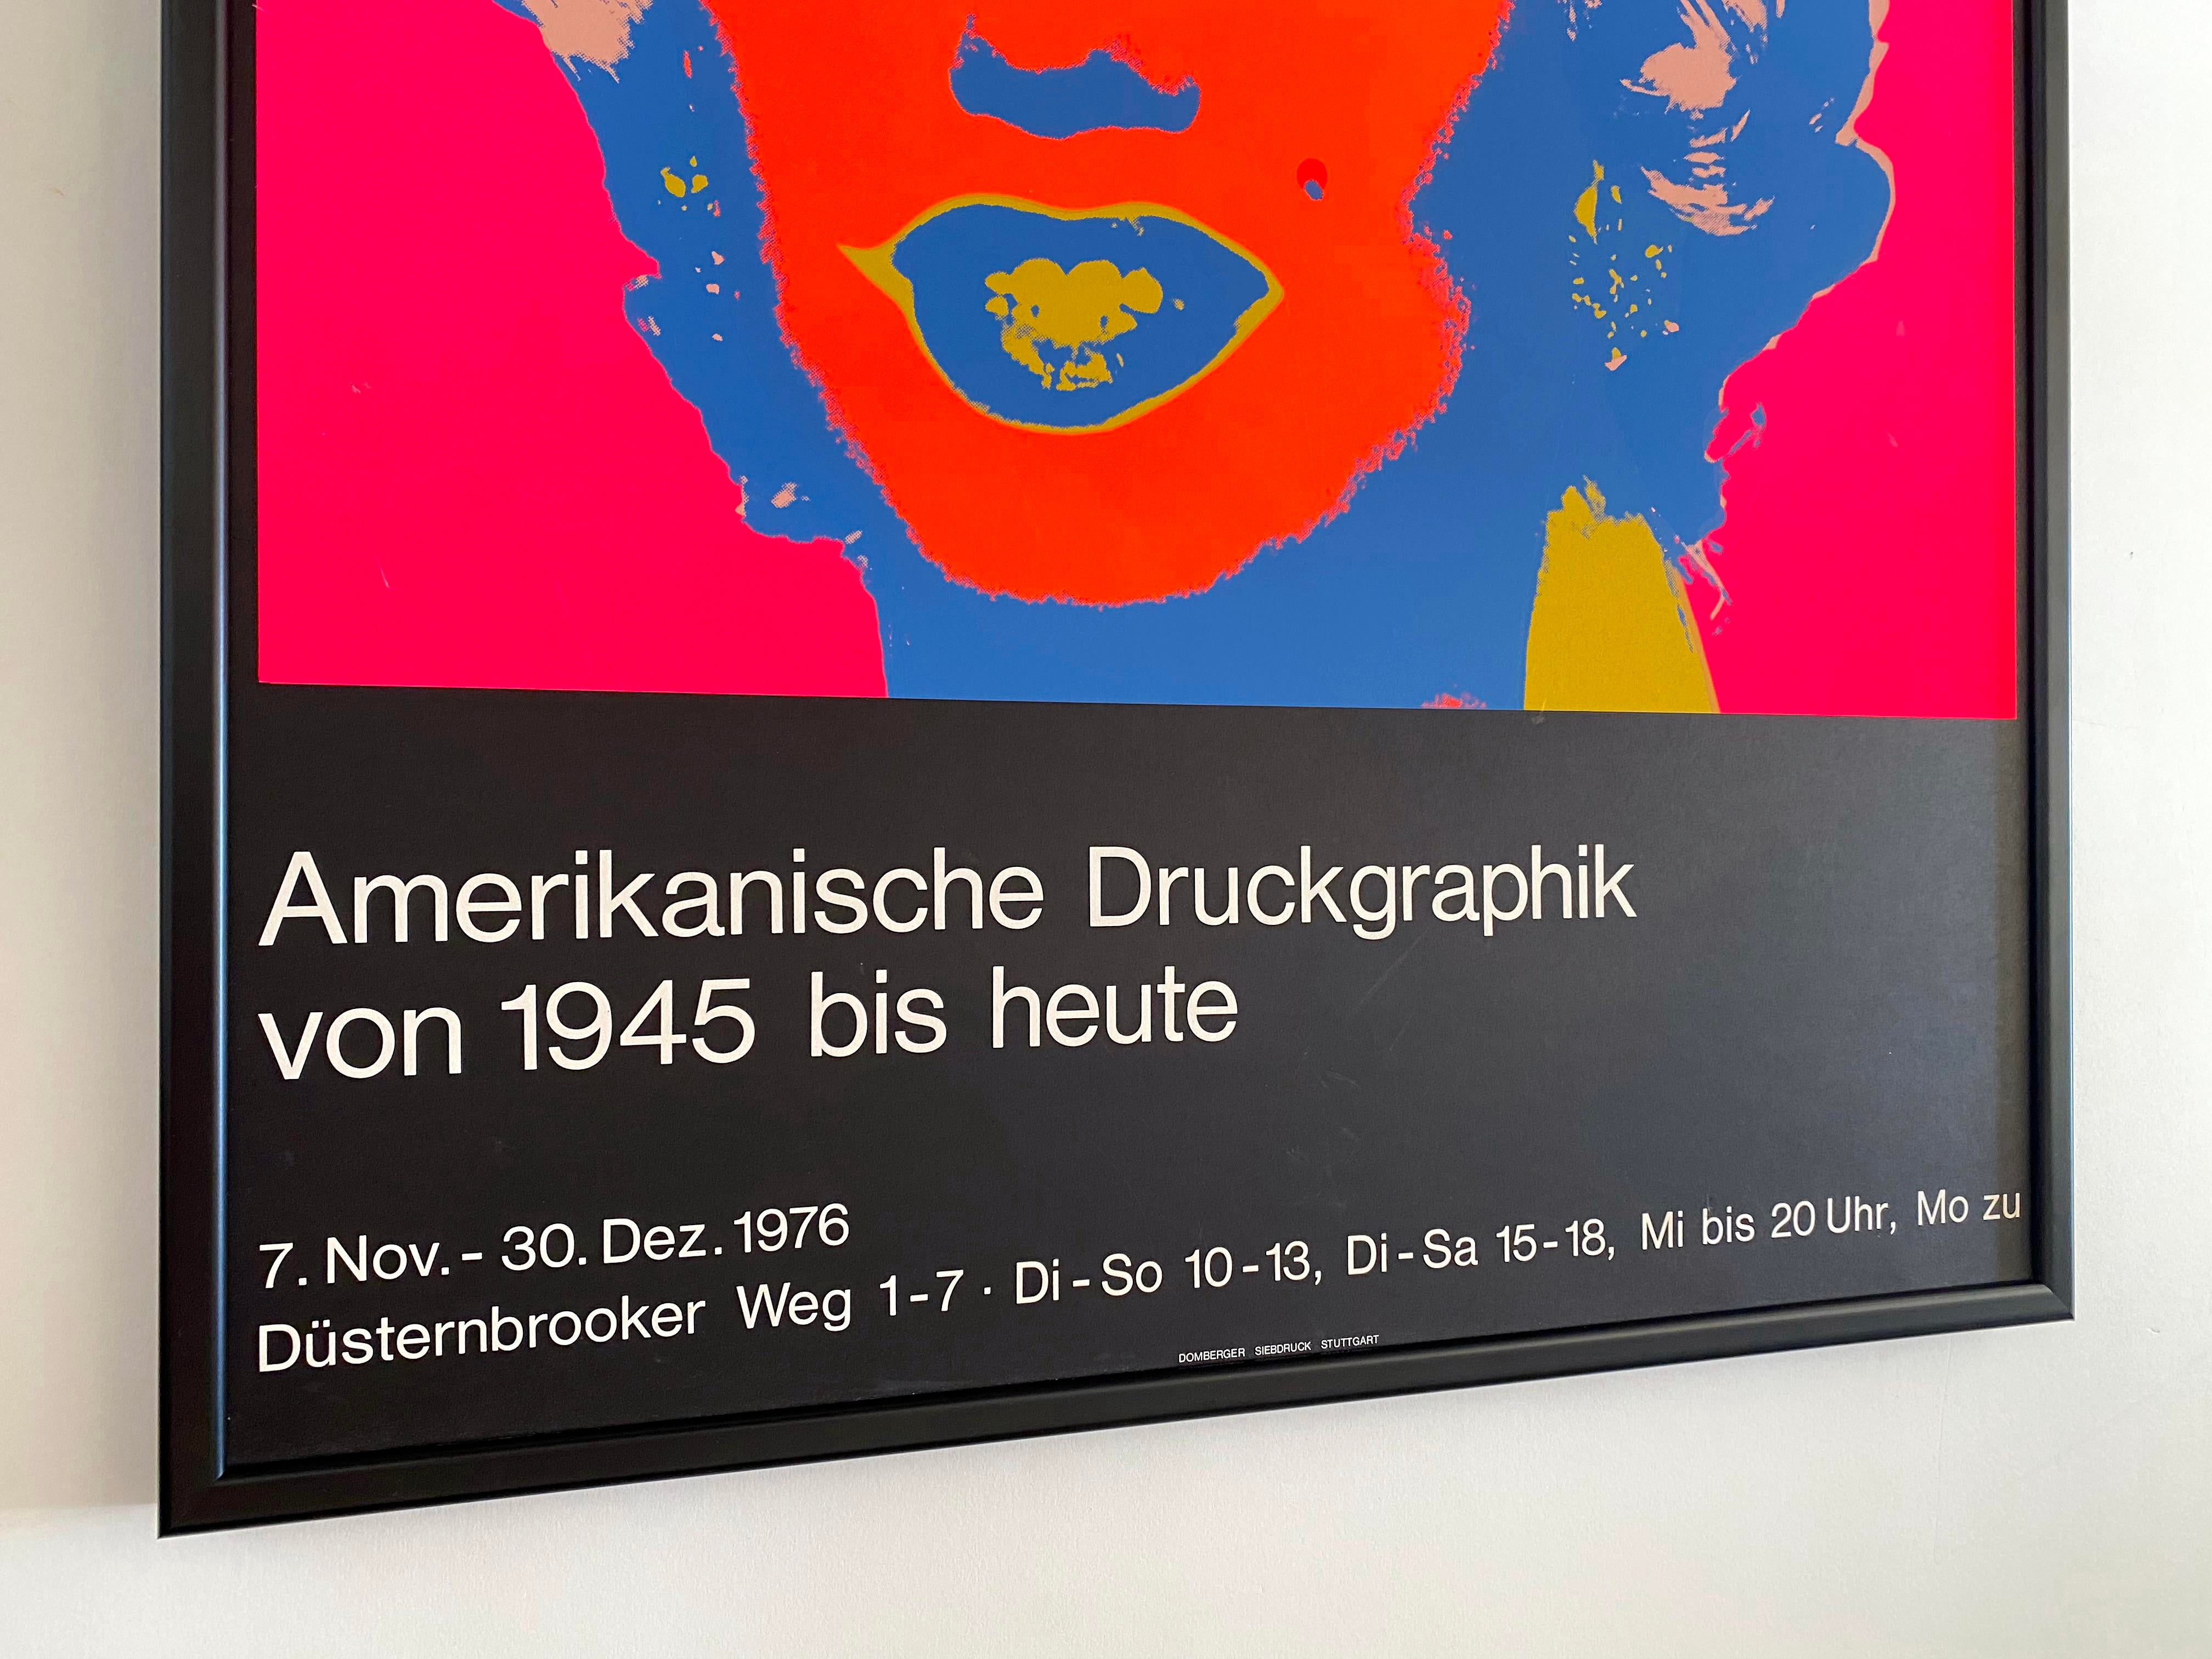 Amerikanische Druckgraphik
von 1945 bis heute
7. Nov. - 30. Dez. 1976
Düsternbrooker Weg 1-7 · Di-So 10-13, Di-Sa 15-18, Mi bis 20 Uhr, Mo zu
DOMBERGER SIEBDRUCK STUTTGART